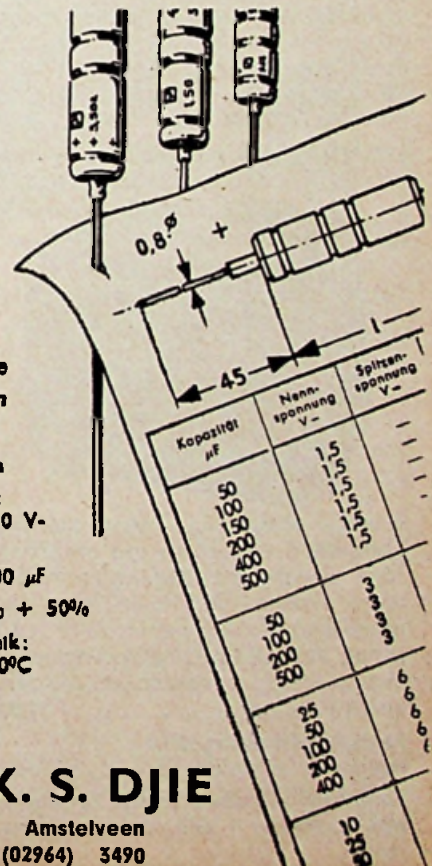 150
0,8 ø
+
45
l
Kapazität
µF
Nenn-
spannung
V–
Spitzen-
spannung
V–
50
100
150
200
400
500
1,5
1,5
1,5
1,5
1,5
1,5
50
100
200
500
3
3
3
3
25
50
100
200
400
6
6
6
6
10
0 V-
µF
+ 50%
0°C
K. S. DJIE
Amstelveen
(02964) 3490